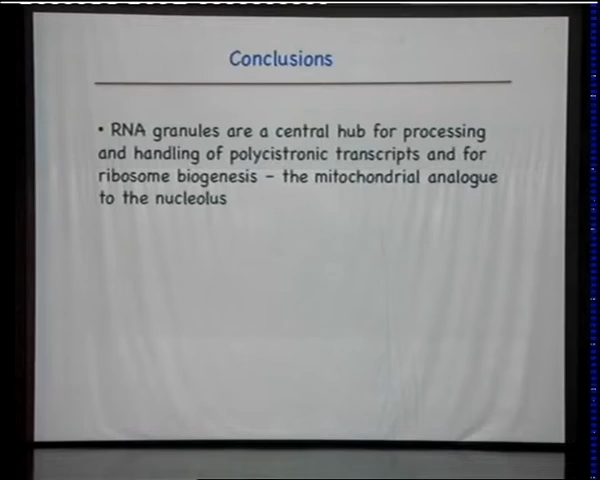 Conclusions
• RNA granules are a central hub for processing
and handling of polycistronic transcripts and for
ribosome biogenesis – the mitochondrial analogue
to the nucleolus